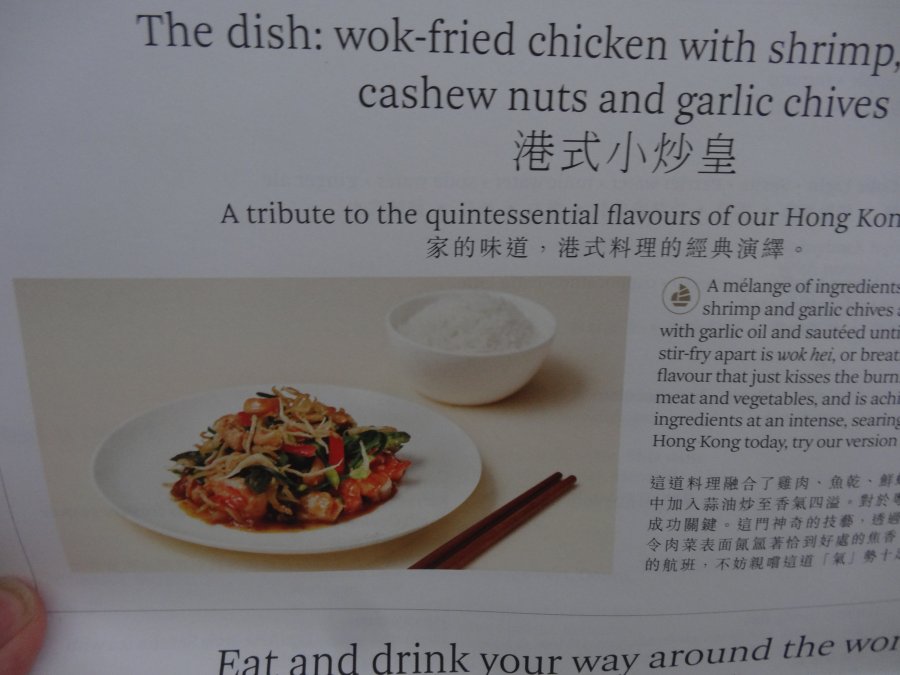 The dish: wok-fried chicken with shrimp,
cashew nuts and garlic chives
港式小炒皇
A tribute to the quintessential flavours of our Hong Kon
家的味道，港式料理的經典演繹。
A mélange of ingredients
shrimp and garlic chives a
with garlic oil and sautéed unti
stir-fry apart is wok hei, or breat
flavour that just kisses the burn
meat and vegetables, and is achi
ingredients at an intense, searing
Hong Kong today, try our version
這道料理融合了雞肉、魚乾、鮮
中加入蒜油炒至香氣四溢。對於
成功關鍵。這門神奇的技藝，透過
令肉菜表面氤氳著恰到好處的焦香
的航班，不妨親嚐這道「氣」勢十
Eat and drink your way around the wor